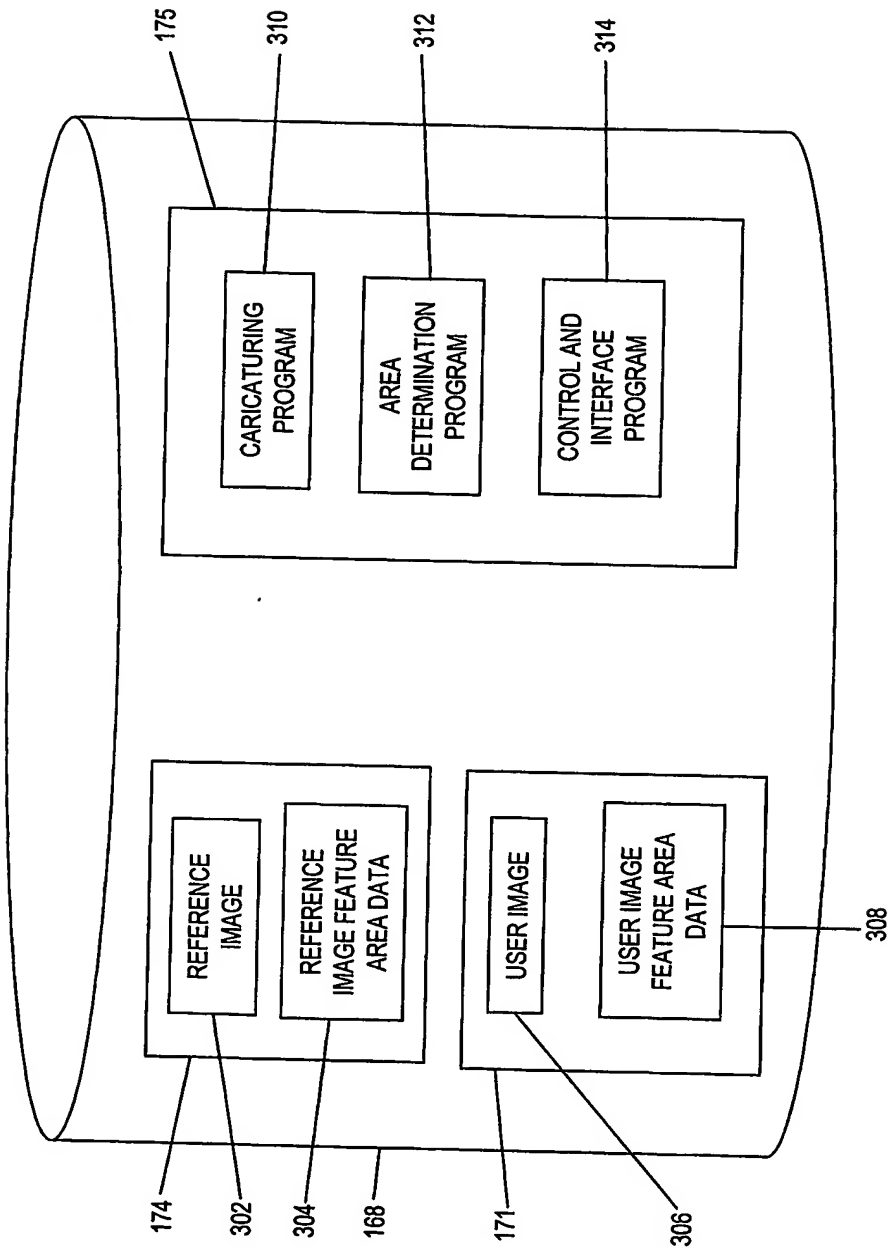 175
310
312
314
CARICATURING
PROGRAM
AREA
DETERMINATION
PROGRAM
CONTROL AND
INTERFACE
PROGRAM
REFERENCE
IMAGE
REFERENCE
IMAGE FEATURE
AREA DATA
USER IMAGE
USER IMAGE
FEATURE AREA
DATA
308
174
302
304
168
171
306